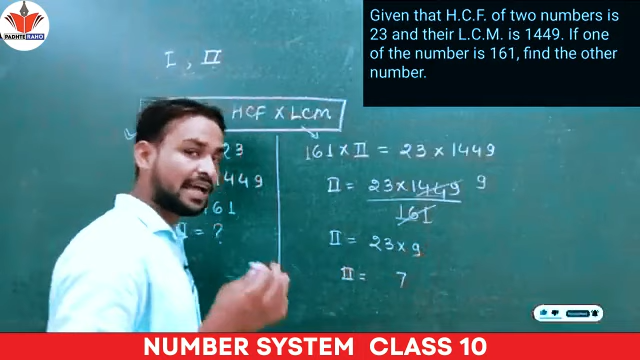 PADHTE RAHO
Given that H.C.F. of two numbers is
23 and their L.C.M. is 1449. If one
of the number is 161, find the other
number.
I , II
HCF X LCM
23
449
161
= ?
161 X II = 23 X 1449
II = 23 X 1449 9
161
II = 23 X 9
II = 7
NUMBER SYSTEM CLASS 10